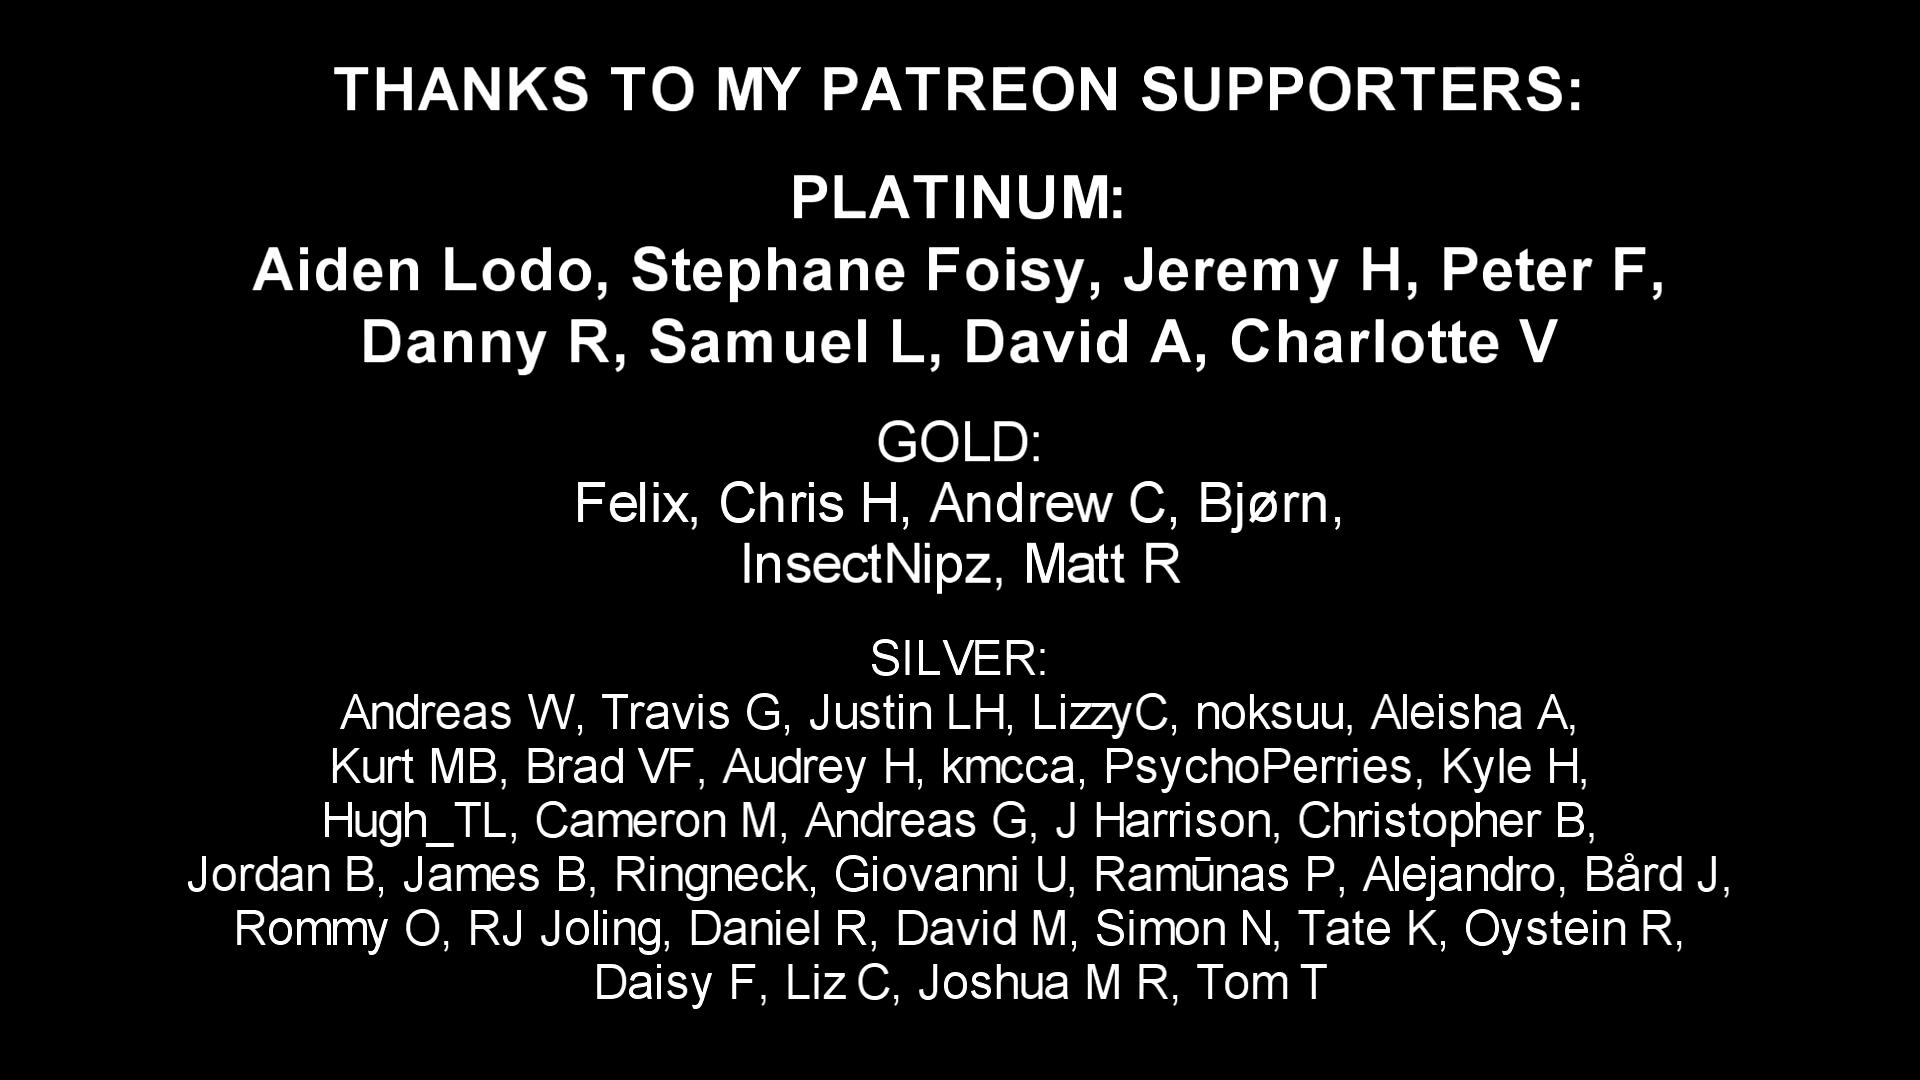 THANKS TO MY PATREON SUPPORTERS:
PLATINUM:
Aiden Lodo, Stephane Foisy, Jeremy H, Peter F,
Danny R, Samuel L, David A, Charlotte V
GOLD:
Felix, Chris H, Andrew C, Bjørn,
InsectNipz, Matt R
SILVER:
Andreas W, Travis G, Justin LH, LizzyC, noksuu, Aleisha A,
Kurt MB, Brad VF, Audrey H, kmcca, PsychoPerries, Kyle H,
Hugh_TL, Cameron M, Andreas G, J Harrison, Christopher B,
Jordan B, James B, Ringneck, Giovanni U, Ramūnas P, Alejandro, Bård J,
Rommy O, RJ Joling, Daniel R, David M, Simon N, Tate K, Oystein R,
Daisy F, Liz C, Joshua M R, Tom T